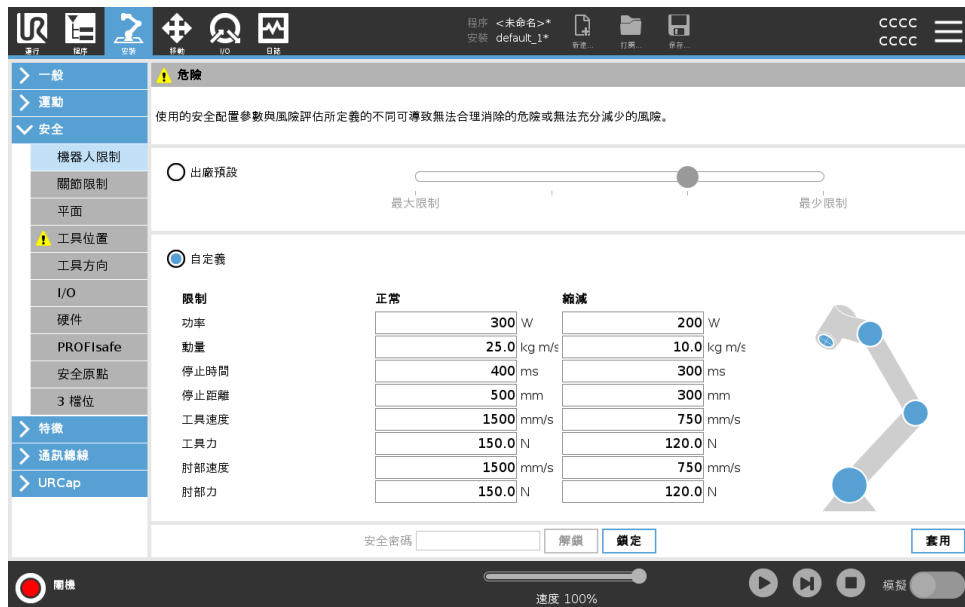 UR
運行 程序 安裝 移動 I/O 日誌
程序 <未命名>*
安裝 default_1*
新建... 打開... 保存...
CCCC
CCCC
一般
運動
安全
機器人限制
關節限制
平面
工具位置
工具方向
I/O
硬件
PROFIsafe
安全原點
3 檔位
特徵
通訊總線
URCap
危險
使用的安全配置參數與風險評估所定義的不同可導致無法合理消除的危險或無法充分減少的風險。
出廠預設
最大限制 最少限制
自定義
限制 正常 縮減
功率 300 W 200 W
動量 25.0 kg m/s 10.0 kg m/s
停止時間 400 ms 300 ms
停止距離 500 mm 300 mm
工具速度 1500 mm/s 750 mm/s
工具力 150.0 N 120.0 N
肘部速度 1500 mm/s 750 mm/s
肘部力 150.0 N 120.0 N
安全密碼 解鎖 鎖定 套用
關機
速度 100%
模擬